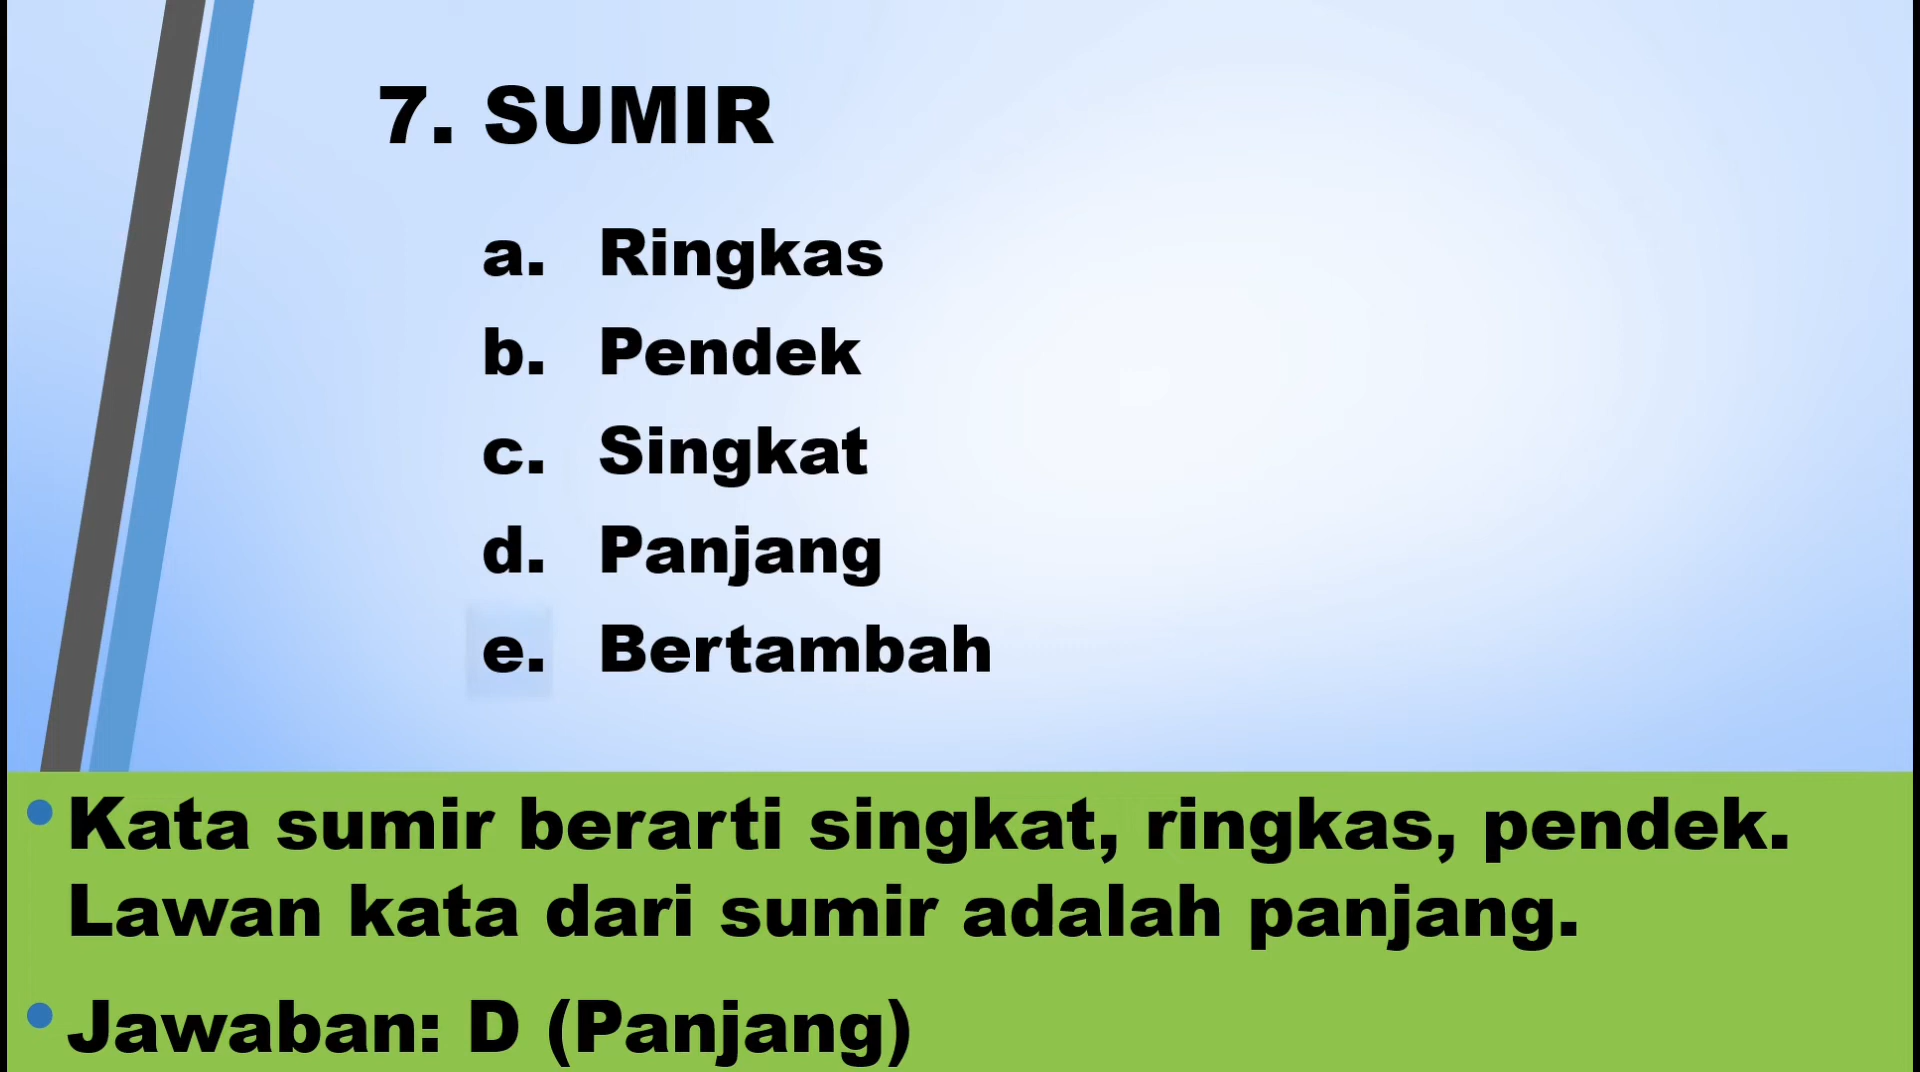 7. SUMIR
a. Ringkas
b. Pendek
c. Singkat
d. Panjang
e. Bertambah
• Kata sumir berarti singkat, ringkas, pendek.
Lawan kata dari sumir adalah panjang.
• Jawaban: D (Panjang)